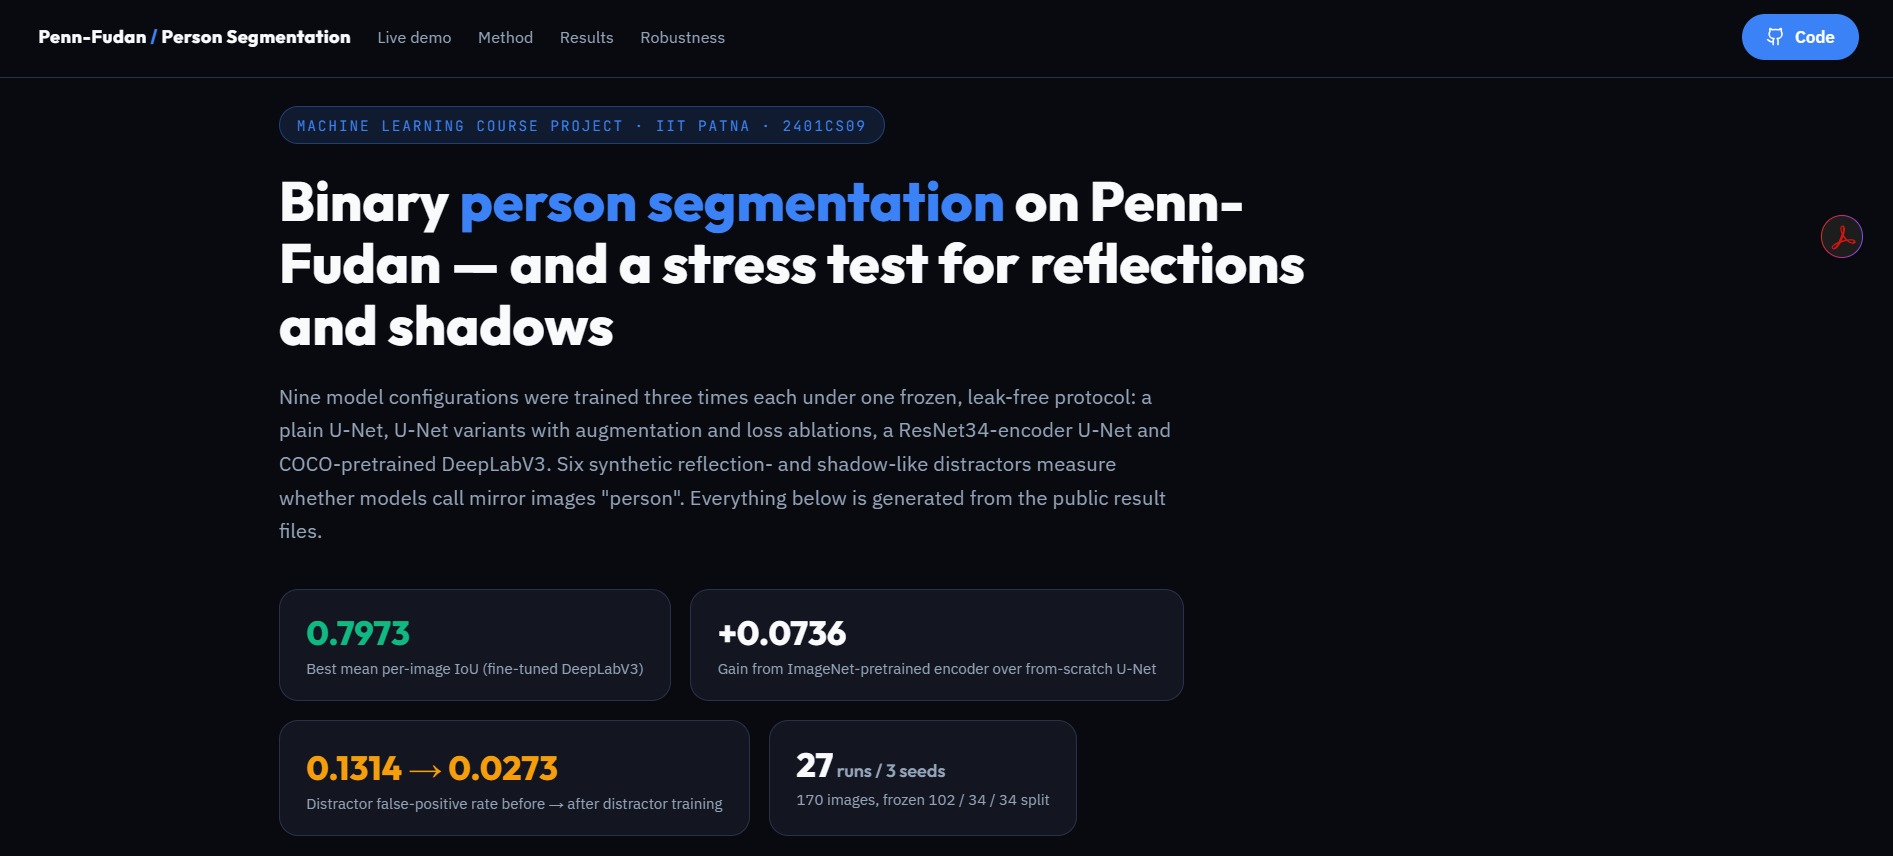 Penn-Fudan / Person Segmentation
Live demo
Method
Results
Robustness
Code
MACHINE LEARNING COURSE PROJECT · IIT PATNA · 2401CS09
Binary person segmentation on Penn-
Fudan — and a stress test for reflections
and shadows
Nine model configurations were trained three times each under one frozen, leak-free protocol: a
plain U-Net, U-Net variants with augmentation and loss ablations, a ResNet34-encoder U-Net and
COCO-pretrained DeepLabV3. Six synthetic reflection- and shadow-like distractors measure
whether models call mirror images "person". Everything below is generated from the public result
files.
0.7973
Best mean per-image IoU (fine-tuned DeepLabV3)
+0.0736
Gain from ImageNet-pretrained encoder over from-scratch U-Net
0.1314 → 0.0273
Distractor false-positive rate before → after distractor training
27 runs / 3 seeds
170 images, frozen 102 / 34 / 34 split